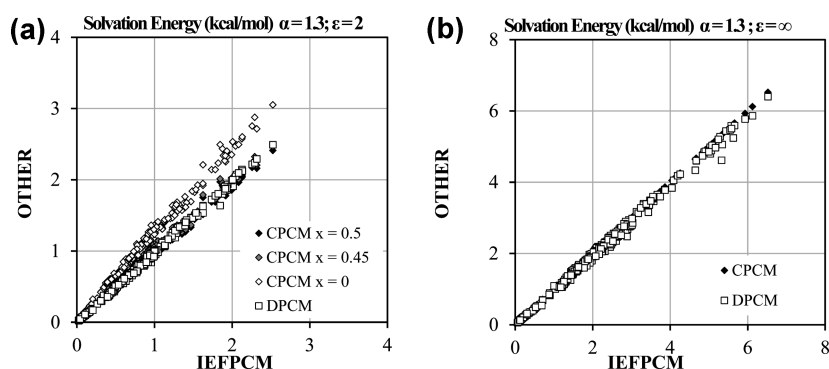 (a) Solvation Energy (kcal/mol) α=1.3; ε=2
4
3
2
1
0
OTHER
CPCM x = 0.5
CPCM x = 0.45
CPCM x = 0
DPCM
0 1 2 3 4
IEFPCM
(b) Solvation Energy (kcal/mol) α=1.3 ; ε=∞
8
6
4
2
0
OTHER
CPCM
DPCM
0 2 4 6 8
IEFPCM